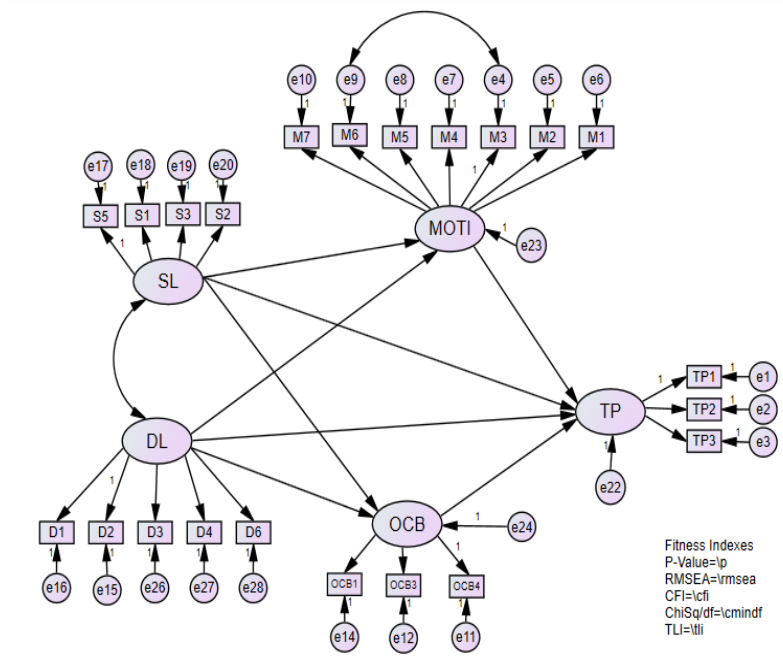 e10 e9 e8 e7 e4 e5 e6
1 1 1 1 1 1 1
M7 M6 M5 M4 M3 M2 M1
e17 e18 e19 e20
1 1 1 1
S5 S1 S3 S2
1
1
MOTI
1
e23
SL
TP1 1 e1
1
TP2 1 e2
TP3 1 e3
TP
1
e22
DL
1
D1 D2 D3 D4 D6
1 1 1 1 1
e16 e15 e26 e27 e28
OCB
1
e24
1
OCB1 OCB3 OCB4
1 1 1
e14 e12 e11
Fitness Indexes
P-Value=\p
RMSEA=\rmsea
CFI=\cfi
ChiSq/df=\cmindf
TLI=\tli